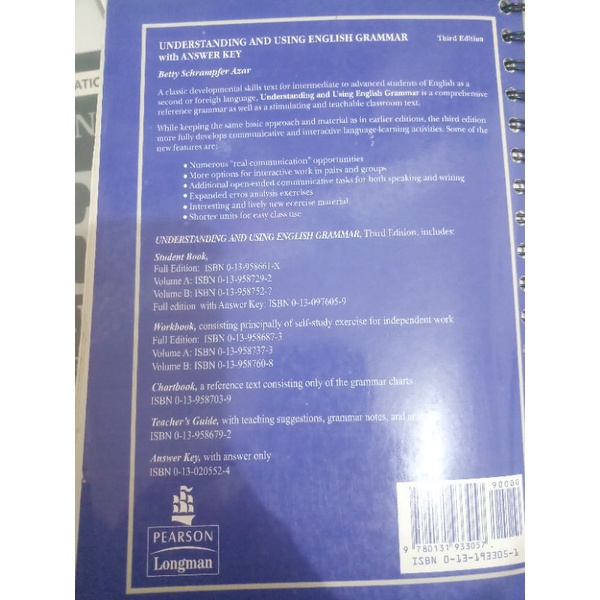 UNDERSTANDING AND USING ENGLISH GRAMMAR Third Edition
with ANSWER KEY
Betty Schrampfer Azar
A classic developmental skills text for intermediate to advanced students of English as a
second or foreign language, Understanding and Using English Grammar is a comprehensive
reference grammar as well as a stimulating and teachable classroom text.
While keeping the same basic approach and material as in earlier editions, the third edition
more fully develops communicative and interactive language-learning activities. Some of the
new features are:
• Numerous "real communication" opportunities
• More options for interactive work in pairs and groups
• Additional open-ended communicative tasks for both speaking and writing
• Expanded error analysis exercises
• Interesting and lively new exercise material
• Shorter units for easy class use
UNDERSTANDING AND USING ENGLISH GRAMMAR, Third Edition, includes:
Student Book,
Full Edition: ISBN 0-13-958661-X
Volume A: ISBN 0-13-958729-2
Volume B: ISBN 0-13-958752-7
Full edition with Answer Key: ISBN 0-13-097605-9
Workbook, consisting principally of self-study exercise for independent work
Full Edition: ISBN 0-13-958687-3
Volume A: ISBN 0-13-958737-3
Volume B: ISBN 0-13-958760-8
Chartbook, a reference text consisting only of the grammar charts
ISBN 0-13-958703-9
Teacher's Guide, with teaching suggestions, grammar notes, and
ISBN 0-13-958679-2
Answer Key, with answer only
ISBN 0-13-020552-4
PEARSON
Longman
90000
9 780131 933057
ISBN 0-13-193305-1